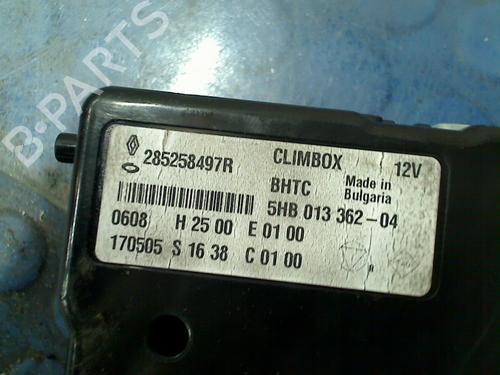 B-PARTS
285258497R CLIMBOX 12V
BHTC Made in Bulgaria
5HB 013 362-04
0608 H 25 00 E 01 00
170505 S 16 38 C 01 00